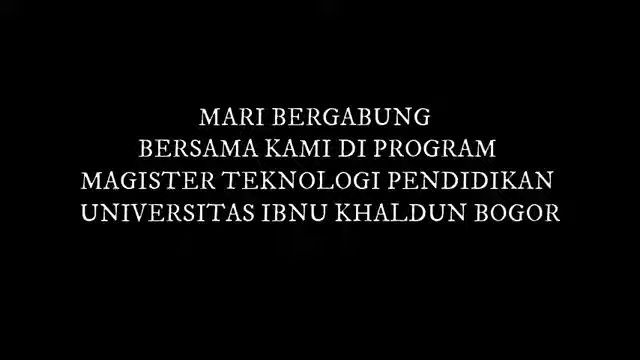 MARI BERGABUNG
BERSAMA KAMI DI PROGRAM
MAGISTER TEKNOLOGI PENDIDIKAN
UNIVERSITAS IBNU KHALDUN BOGOR